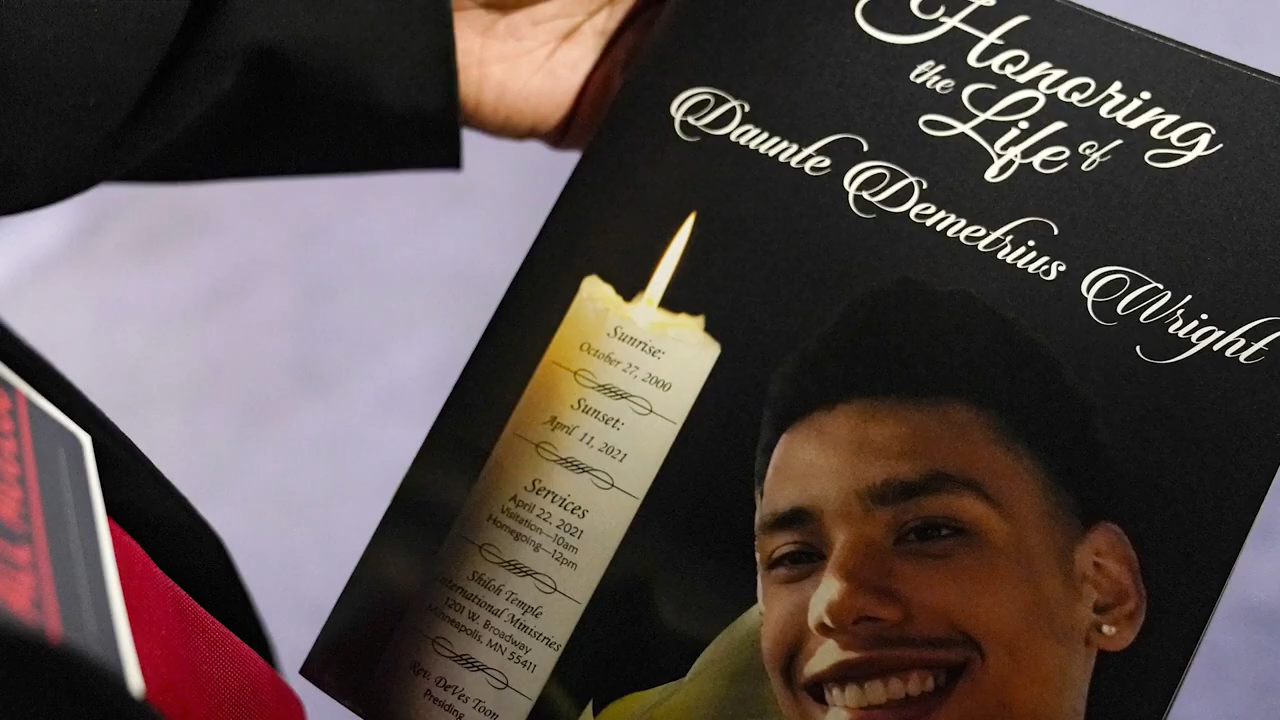 Honoring
the Life of
Daunte Demetrius Wright
Sunrise:
October 27, 2000
Sunset:
April 11, 2021
Services
April 22, 2021
Visitation—10am
Homegoing—12pm
Shiloh Temple
International Ministries
1201 W. Broadway
Minneapolis, MN 55411
Rev. DeVes Toon
Presiding